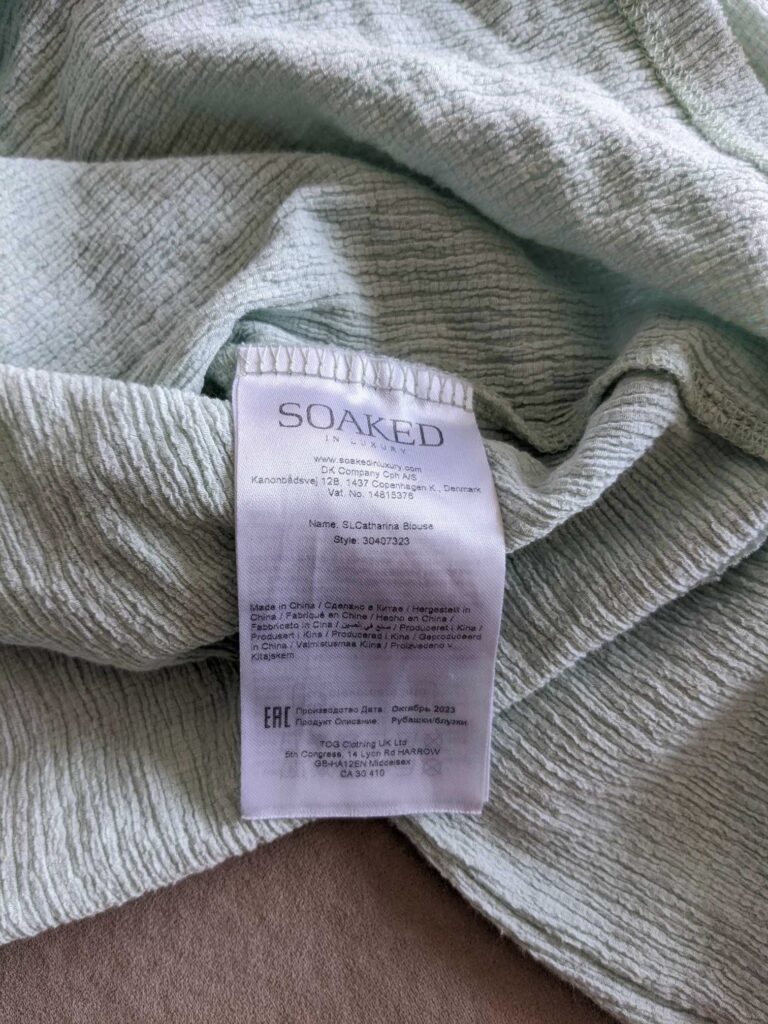 SOAKED
IN LUXURY
www.soakedinluxury.com
DK Company Cph A/S
Kanonbådsvej 12B, 1437 Copenhagen K., Denmark
Vat. No. 14815376
Name: SLCatharina Blouse
Style: 30407323
Made in China / Сделано в Китае / Hergestellt in
China / Fabriqué en Chine / Hecho en China /
Fabbricato in Cina / صنع في الصين / Produceret i Kina /
Produsert i Kina / Producerad i Kina / Geproduceerd
in China / Valmistusmaa Kiina / Proizvedeno v
Kitajskem
EAC Производство Дата: Октябрь 2023
Продукт Описание: Рубашки/блузки
TCG Clothing UK Ltd
5th Congress, 14 Lyon Rd HARROW
GB-HA12EN Middelsex
CA 30 410